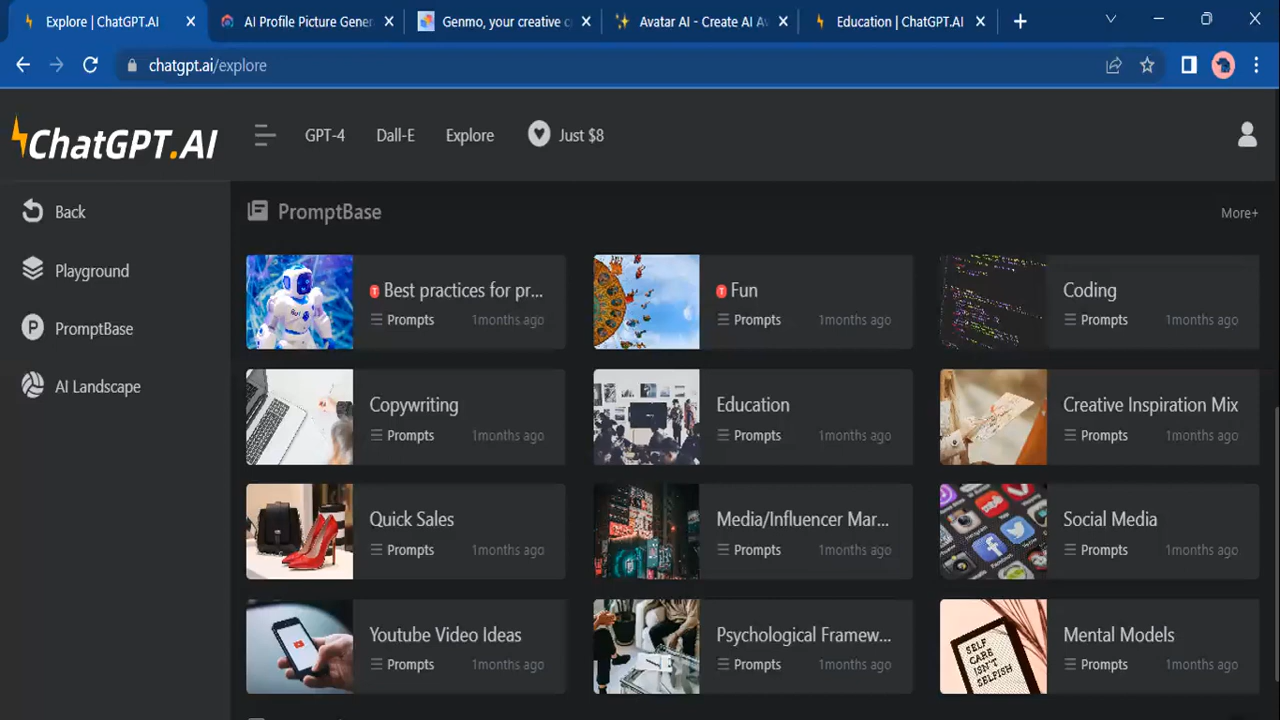 Explore | ChatGPT.AI
AI Profile Picture Gener
Genmo, your creative c
Avatar AI - Create AI Av
Education | ChatGPT.AI
chatgpt.ai/explore
ChatGPT.AI
GPT-4
Dall-E
Explore
Just $8
Back
Playground
P PromptBase
AI Landscape
PromptBase
More+
T Best practices for pr...
Prompts 1months ago
T Fun
Prompts 1months ago
Coding
Prompts 1months ago
Copywriting
Prompts 1months ago
Education
Prompts 1months ago
Creative Inspiration Mix
Prompts 1months ago
Quick Sales
Prompts 1months ago
Media/Influencer Mar...
Prompts 1months ago
Social Media
Prompts 1months ago
Youtube Video Ideas
Prompts 1months ago
Psychological Framew...
Prompts 1months ago
SELF
CARE
ISN'T
SELFISH
Mental Models
Prompts 1months ago